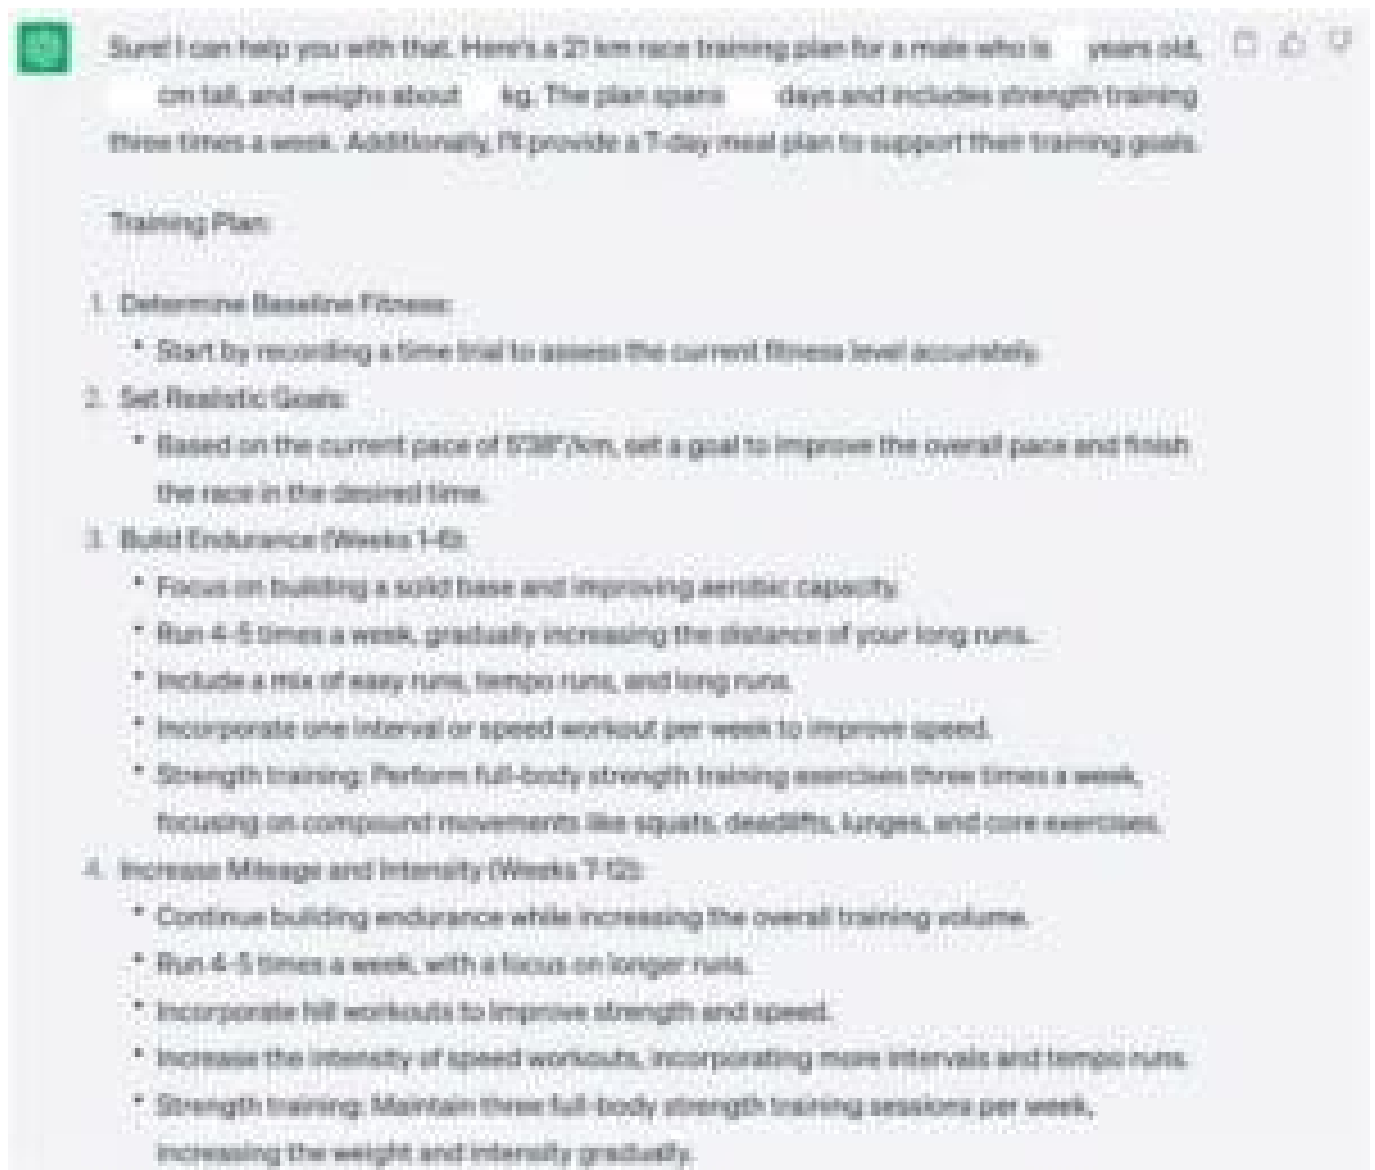 Sure! I can help you with that. Here's a 21 km race training plan for a male who is years old,
cm tall, and weighs about kg. The plan spans days and includes strength training
three times a week. Additionally, I'll provide a 7-day meal plan to support their training goals.
Training Plan:
1. Determine Baseline Fitness:
• Start by recording a time trial to assess the current fitness level accurately.
2. Set Realistic Goals:
• Based on the current pace of 5'38"/km, set a goal to improve the overall pace and finish
the race in the desired time.
3. Build Endurance (Weeks 1-6):
• Focus on building a solid base and improving aerobic capacity.
• Run 4-5 times a week, gradually increasing the distance of your long runs.
• Include a mix of easy runs, tempo runs, and long runs.
• Incorporate one interval or speed workout per week to improve speed.
• Strength training: Perform full-body strength training exercises three times a week,
focusing on compound movements like squats, deadlifts, lunges, and core exercises.
4. Increase Mileage and Intensity (Weeks 7-12):
• Continue building endurance while increasing the overall training volume.
• Run 4-5 times a week, with a focus on longer runs.
• Incorporate hill workouts to improve strength and speed.
• Increase the intensity of speed workouts, incorporating more intervals and tempo runs.
• Strength training: Maintain three full-body strength training sessions per week,
increasing the weight and intensity gradually.